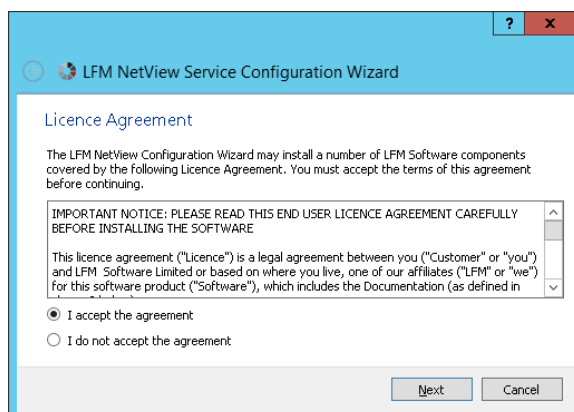 ? x
LFM NetView Service Configuration Wizard
Licence Agreement
The LFM NetView Configuration Wizard may install a number of LFM Software components
covered by the following Licence Agreement. You must accept the terms of this agreement
before continuing.
IMPORTANT NOTICE: PLEASE READ THIS END USER LICENCE AGREEMENT CAREFULLY
BEFORE INSTALLING THE SOFTWARE
This licence agreement ("Licence") is a legal agreement between you ("Customer" or "you")
and LFM Software Limited or based on where you live, one of our affiliates ("LFM" or "we")
for this software product ("Software"), which includes the Documentation (as defined in
I accept the agreement
I do not accept the agreement
Next Cancel